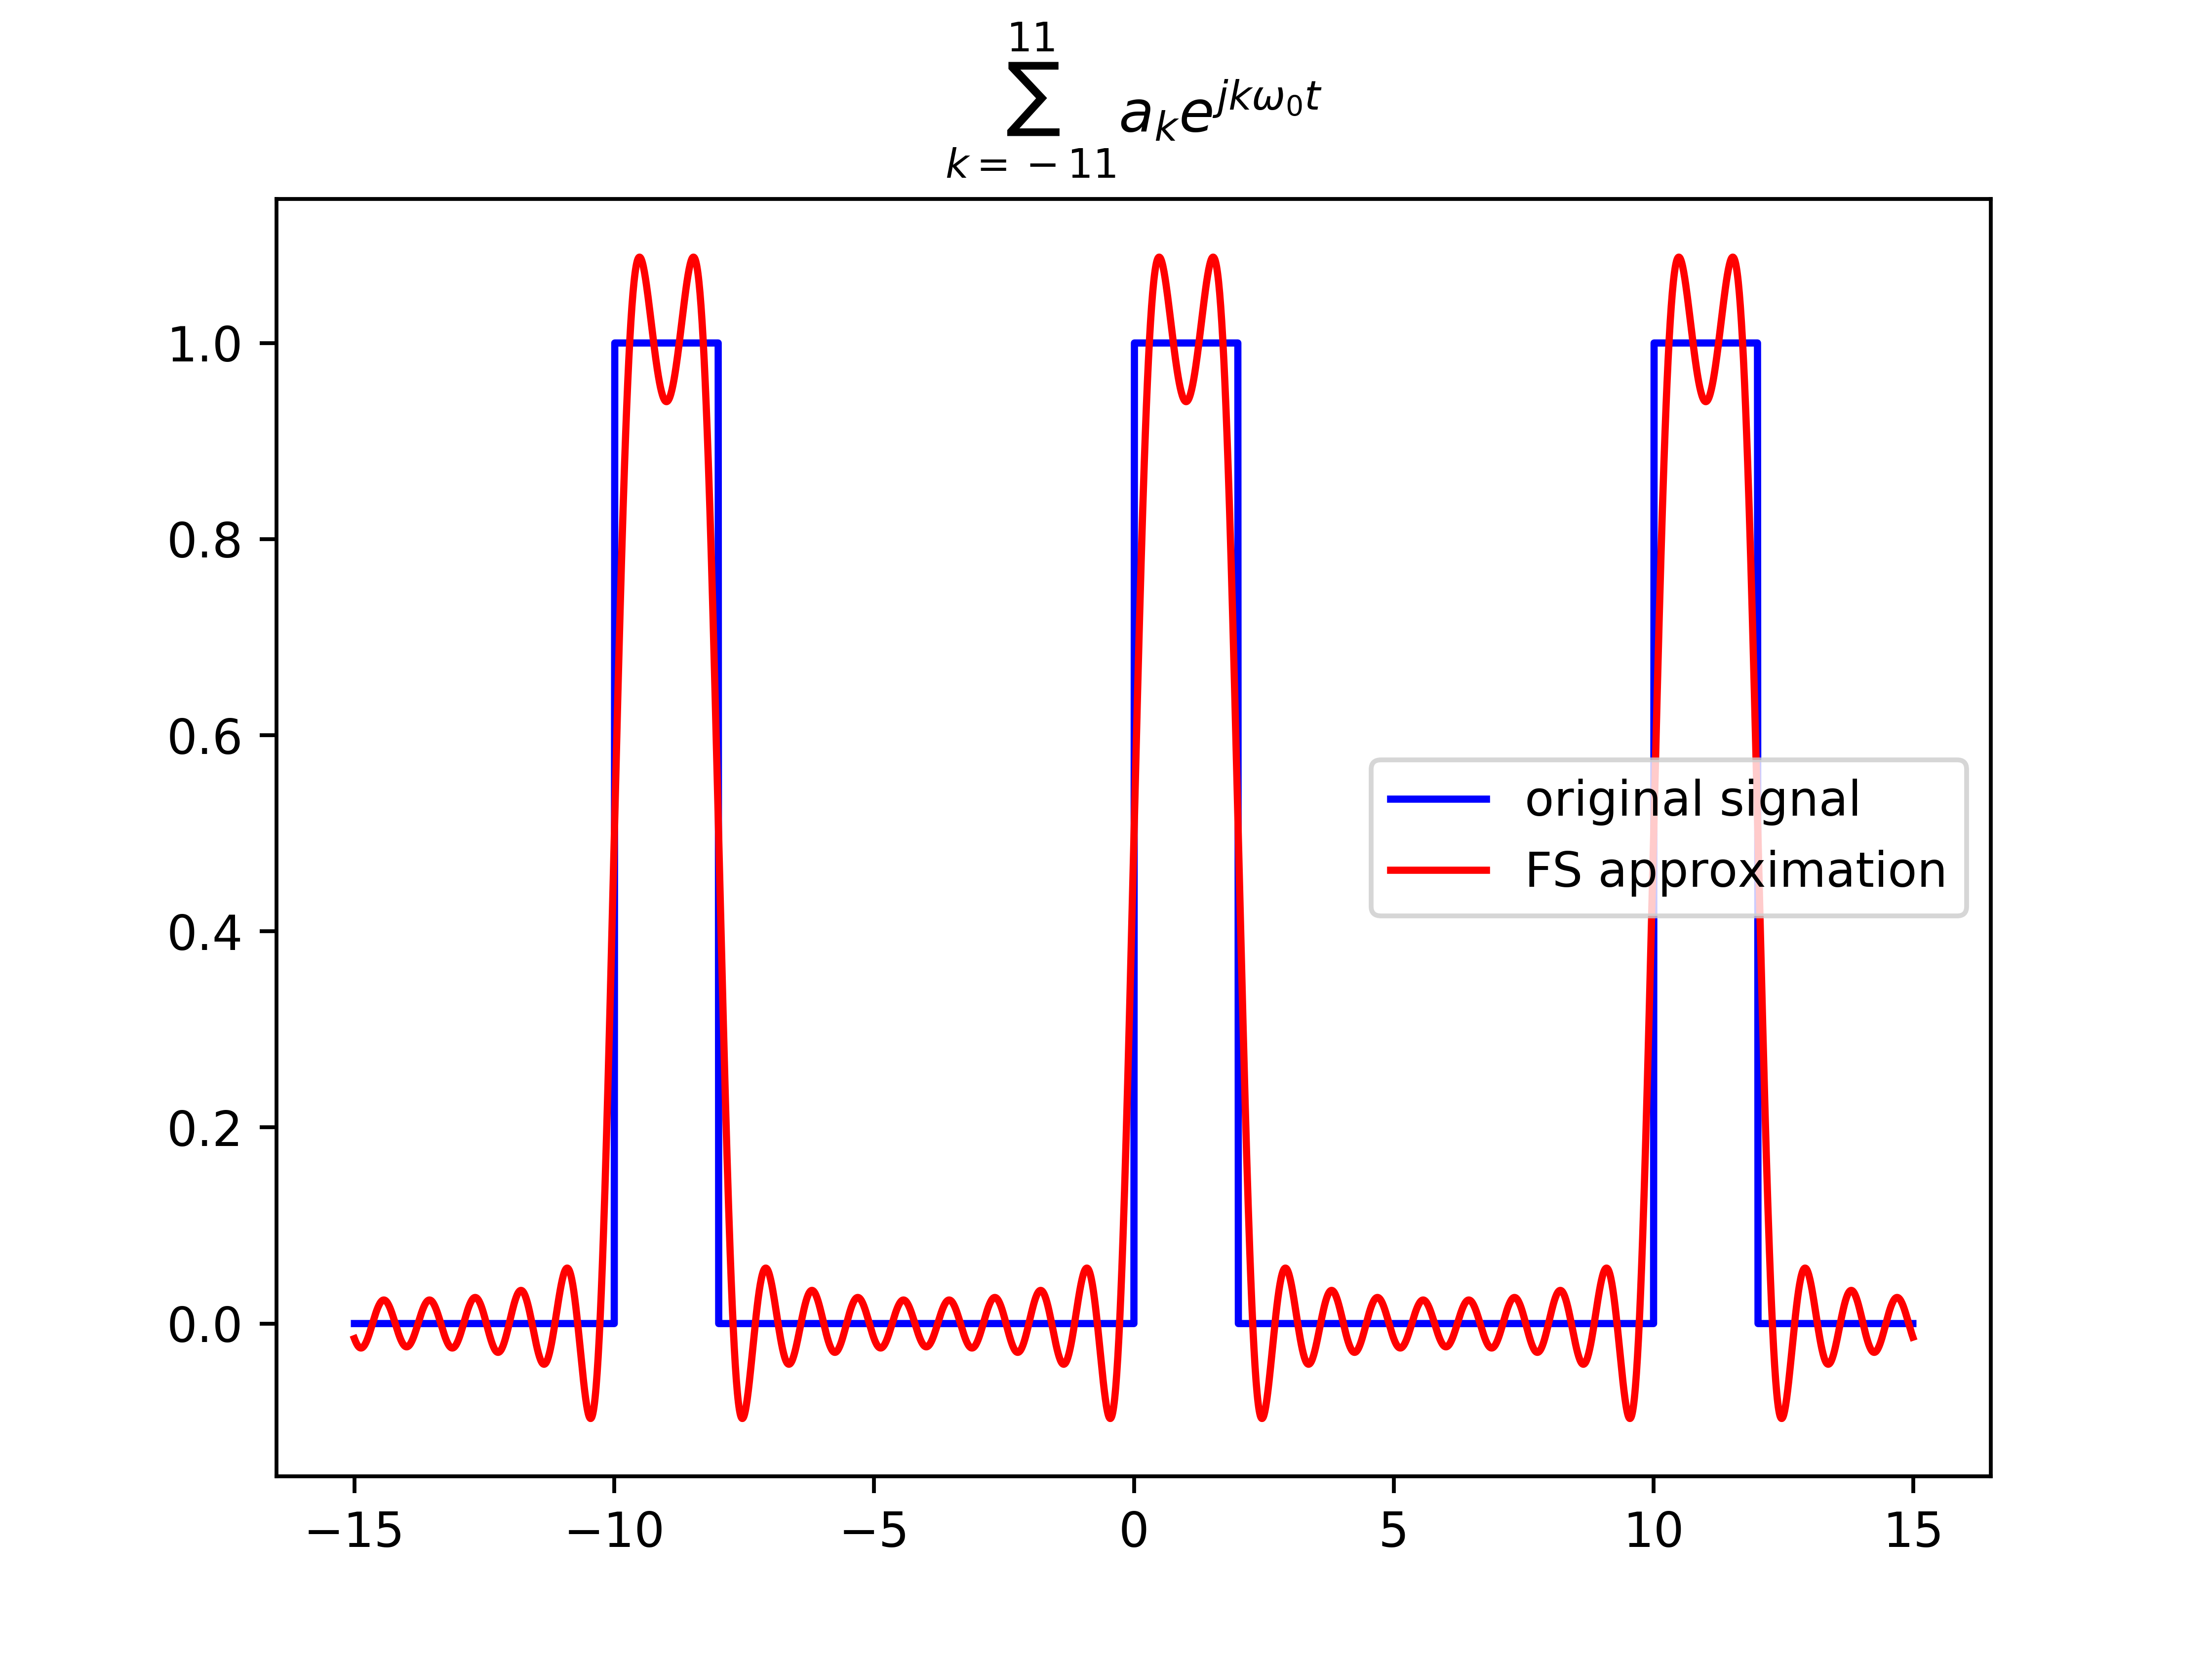 11
∑ a_k e^{jkω_0t}
k = −11
1.0
0.8
0.6
0.4
0.2
0.0
original signal
FS approximation
−15 −10 −5 0 5 10 15